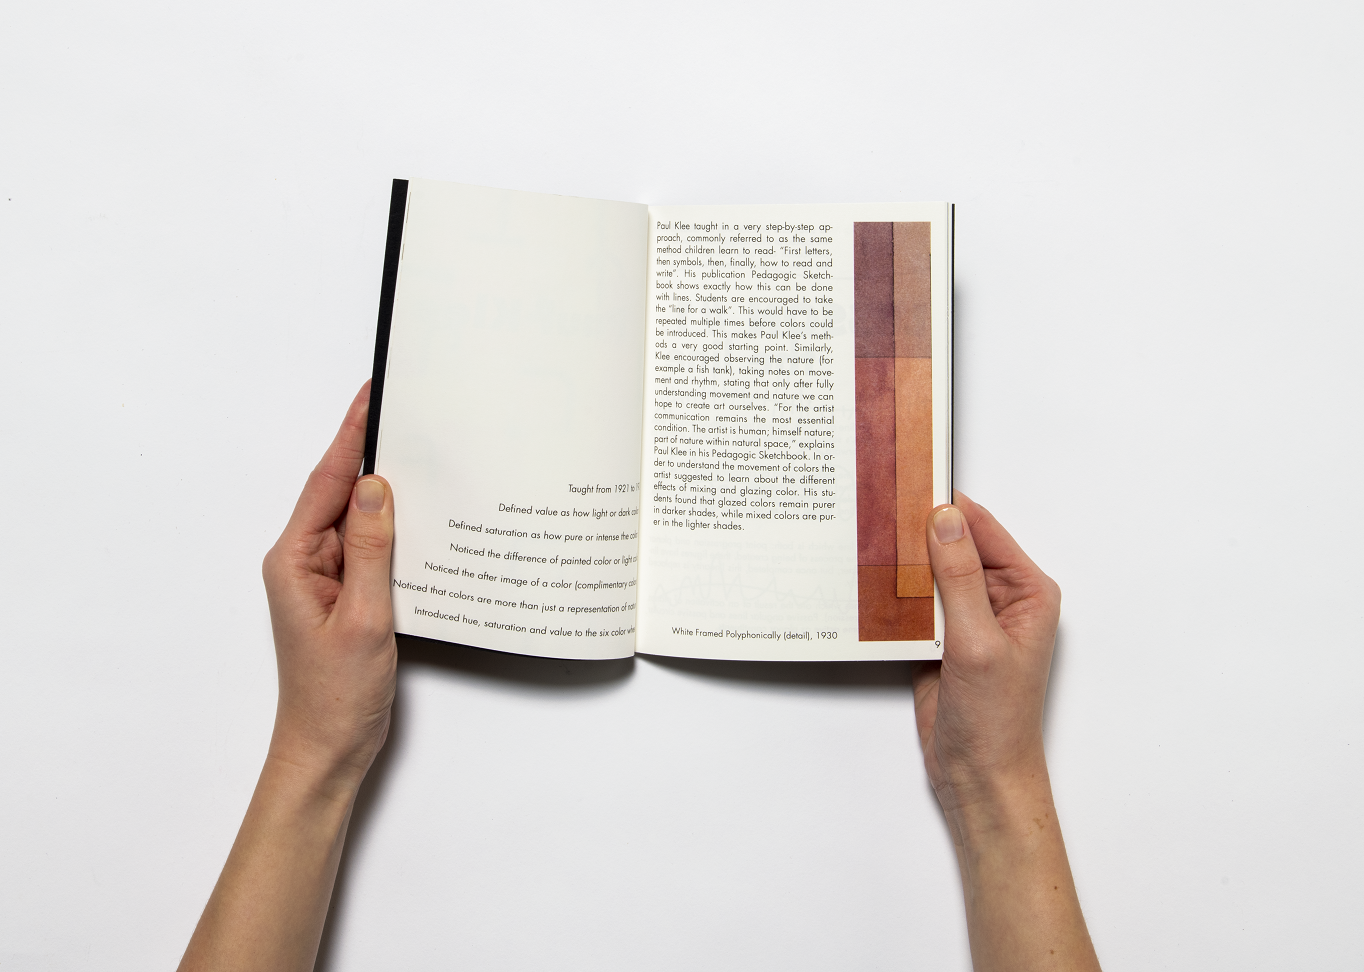 Taught from 1921 to
Defined value as how light or dark
Defined saturation as how pure or intense the
Noticed the difference of painted color or light
Noticed the after image of a color (complimentary
Noticed that colors are more than just a representation of
Introduced hue, saturation and value to the six color
Paul Klee taught in a very step-by-step ap-
proach, commonly referred to as the same
method children learn to read- “First letters,
then symbols, then, finally, how to read and
write”. His publication Pedagogic Sketch-
book shows exactly how this can be done
with lines. Students are encouraged to take
the “line for a walk”. This would have to be
repeated multiple times before colors could
be introduced. This makes Paul Klee’s meth-
ods a very good starting point. Similarly,
Klee encouraged observing the nature (for
example a fish tank), taking notes on move-
ment and rhythm, stating that only after fully
understanding movement and nature we can
hope to create art ourselves. “For the artist
communication remains the most essential
condition. The artist is human; himself nature;
part of nature within natural space,” explains
Paul Klee in his Pedagogic Sketchbook. In or-
der to understand the movement of colors the
artist suggested to learn about the different
effects of mixing and glazing color. His stu-
dents found that glazed colors remain purer
in darker shades, while mixed colors are pur-
er in the lighter shades.
White Framed Polyphonically (detail), 1930
9